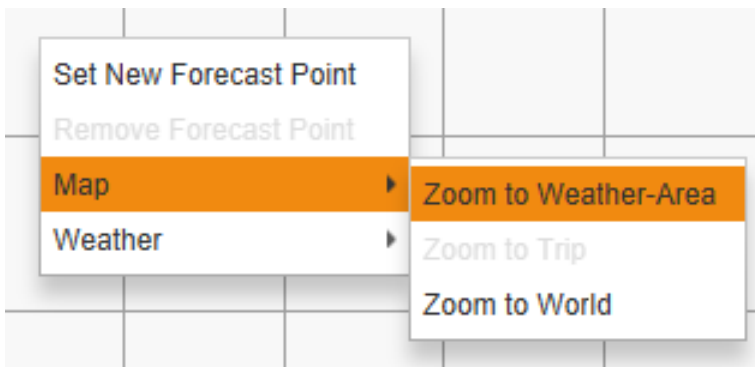 Set New Forecast Point
Remove Forecast Point
Map
Weather
Zoom to Weather-Area
Zoom to Trip
Zoom to World